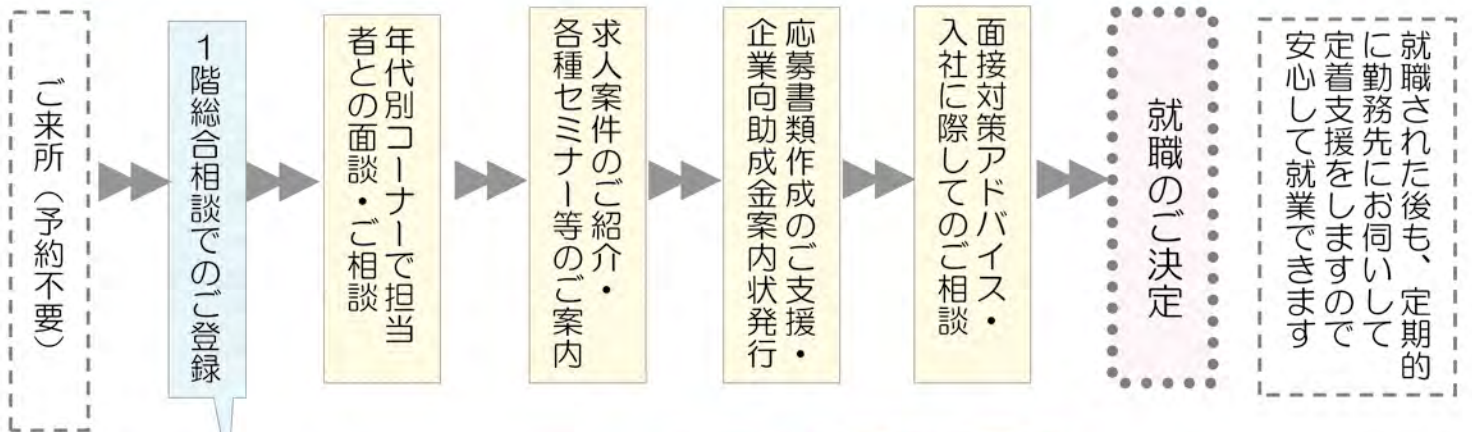 ご来所（予約不要）
1階総合相談でのご登録
年代別コーナーで担当
者との面談・ご相談
求人案件のご紹介・
各種セミナー等のご案内
応募書類作成のご支援・
企業向助成金案内状発行
面接対策アドバイス・
入社に際してのご相談
就職のご決定
就職された後も、定期的
に勤務先にお伺いして
定着支援をしますので
安心して就業できます